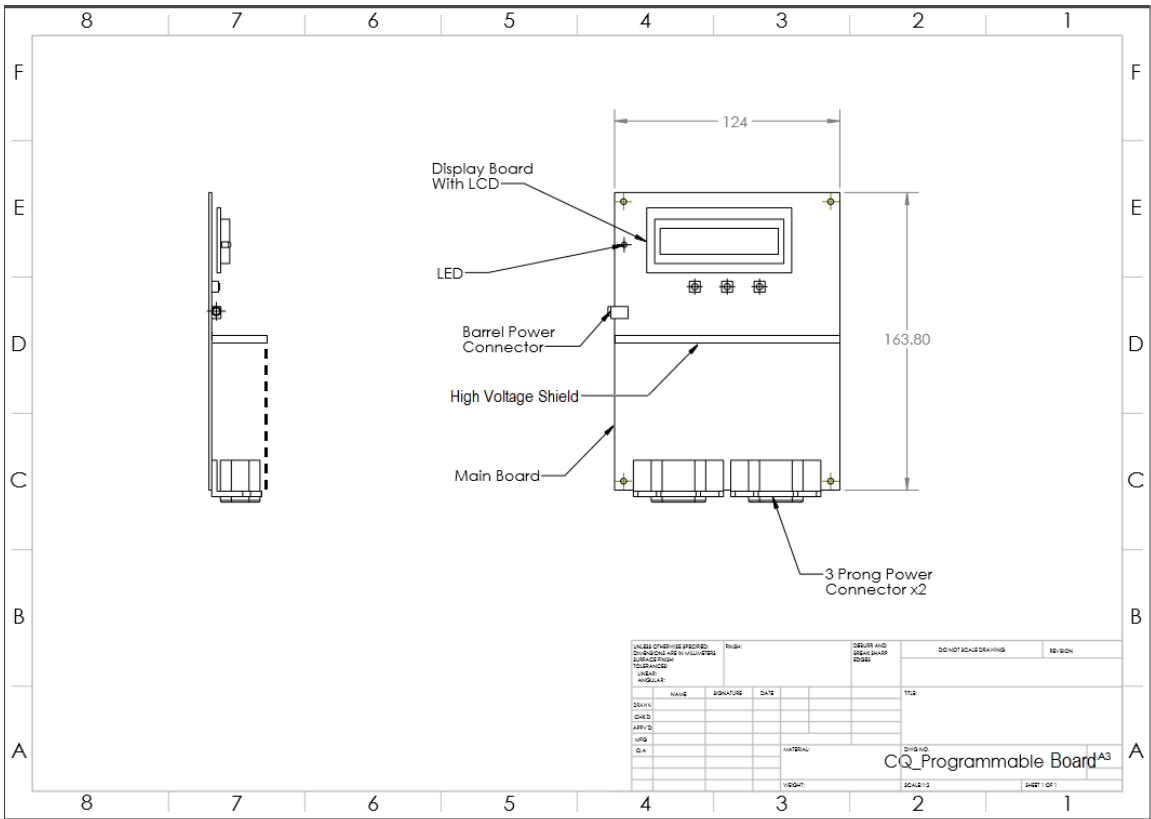 8 7 6 5 4 3 2 1
F F
124
Display Board
With LCD
E E
LED
Barrel Power
Connector
163.80
D D
High Voltage Shield
Main Board
C C
3 Prong Power
Connector x2
B B
UNLESS OTHERWISE SPECIFIED:
DIMENSIONS ARE IN MILLIMETERS
SURFACE FINISH:
TOLERANCES:
LINEAR:
ANGULAR:
FINISH:
DEBURR AND
BREAK SHARP
EDGES
DO NOT SCALE DRAWING
REVISION
NAME SIGNATURE DATE
TITLE:
DRAWN
CHK'D
APPV'D
MFG
Q.A
MATERIAL:
DWG NO.
CQ_Programmable Board
A3
A A
WEIGHT:
SCALE:1:2
SHEET 1 OF 1
8 7 6 5 4 3 2 1